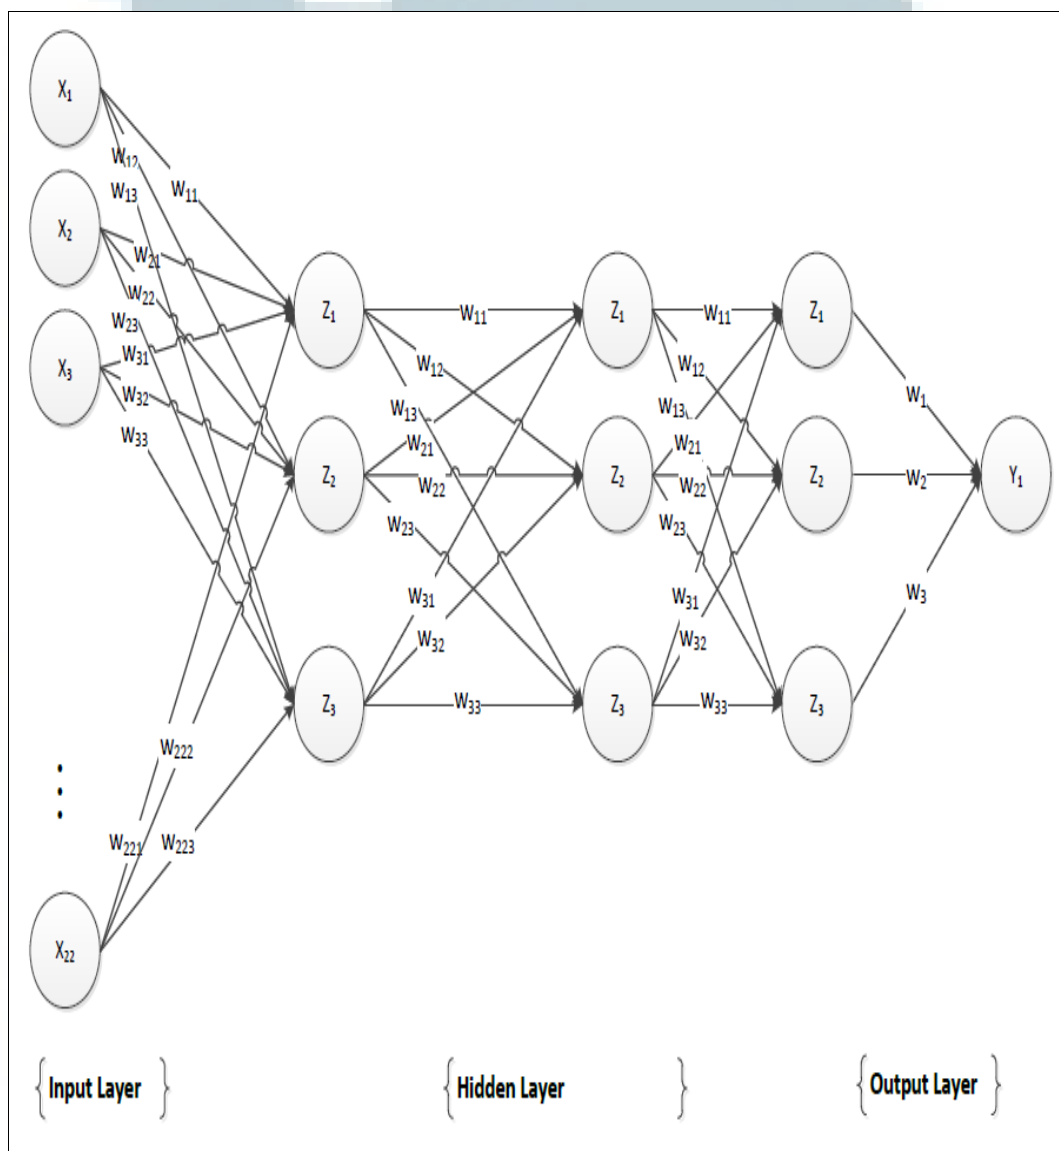 X₁
W₁₂
W₁₃
W₁₁
X₂
W₂₁
W₂₂
W₂₃
X₃
W₃₁
W₃₂
W₃₃
Z₁
W₁₁
Z₁
W₁₁
Z₁
W₁₂
W₁₃
W₂₁
W₁₂
W₁₃
W₂₁
W₁
Z₂
W₂₂
W₂₃
Z₂
W₂₂
W₂₃
Z₂
W₂
Y₁
W₃₁
W₃₂
W₃₁
W₃₂
W₃
Z₃
W₃₃
Z₃
W₃₃
Z₃
W₂₂₂
W₂₂₁
W₂₂₃
X₂₂
Input Layer
Hidden Layer
Output Layer